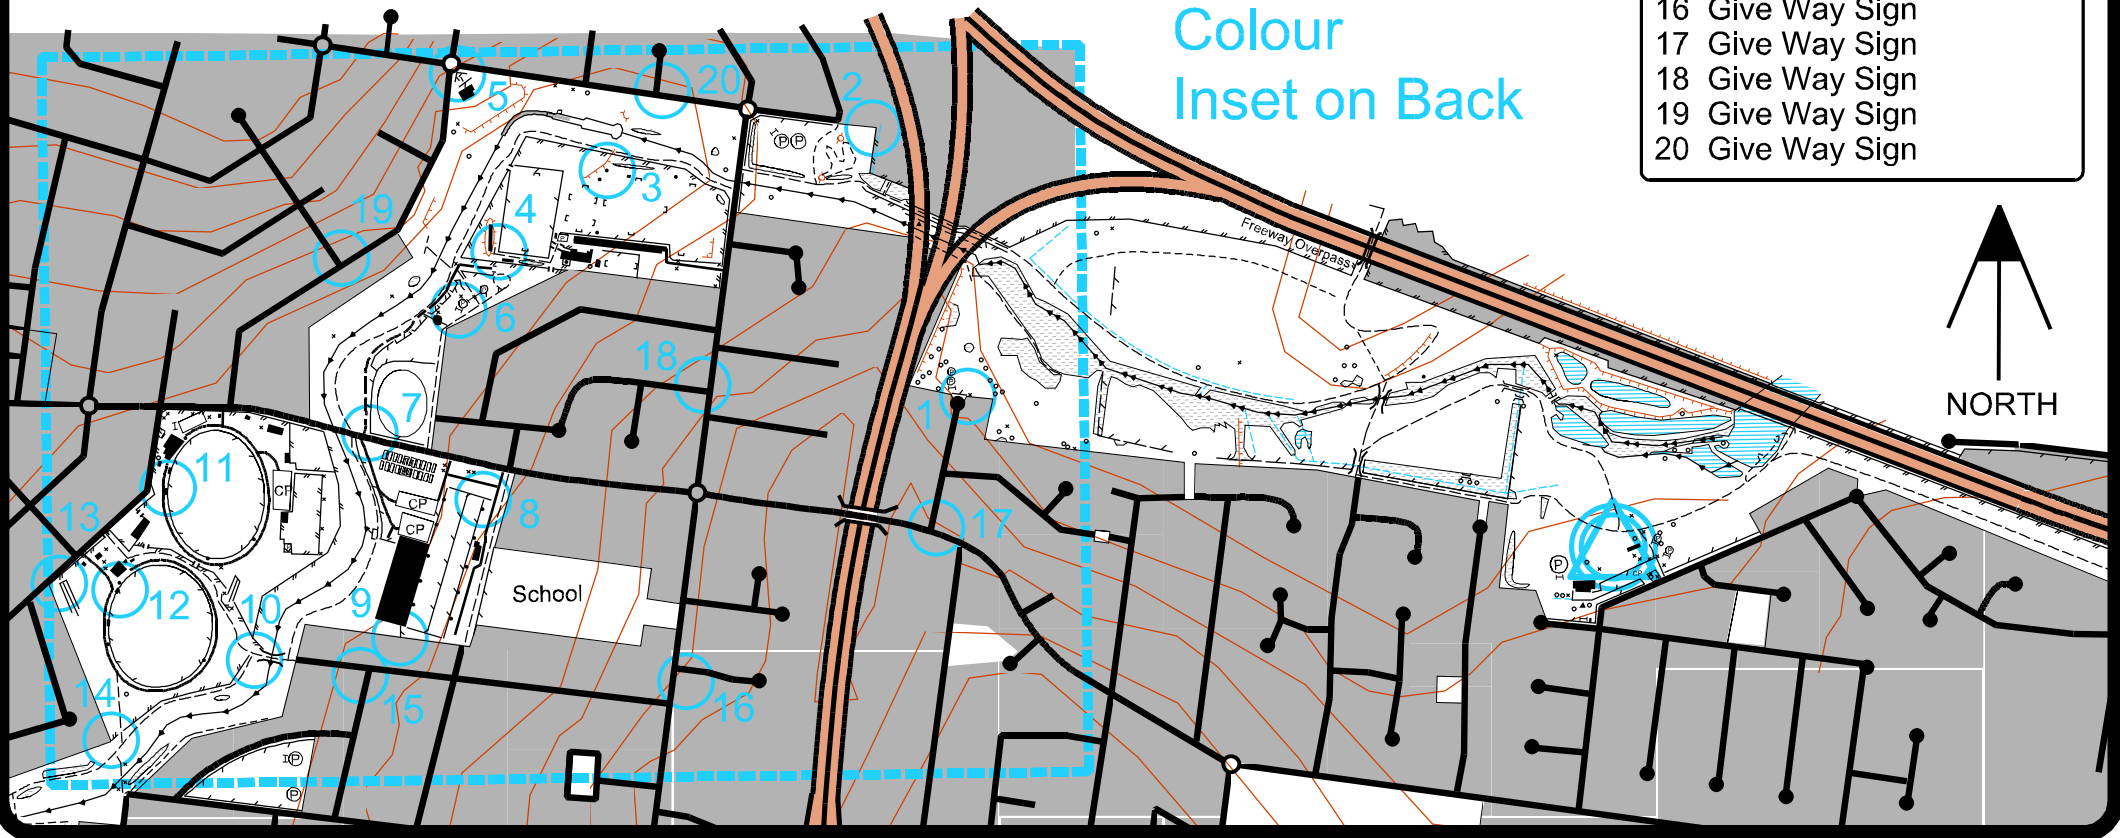 Colour
Inset on Back
16 Give Way Sign
17 Give Way Sign
18 Give Way Sign
19 Give Way Sign
20 Give Way Sign
NORTH
Freeway Overpass
School
CP
CP
CP
CP
P
P
P
P
P
P
P
1
2
3
4
5
6
7
8
9
10
11
12
13
14
15
16
17
18
19
20